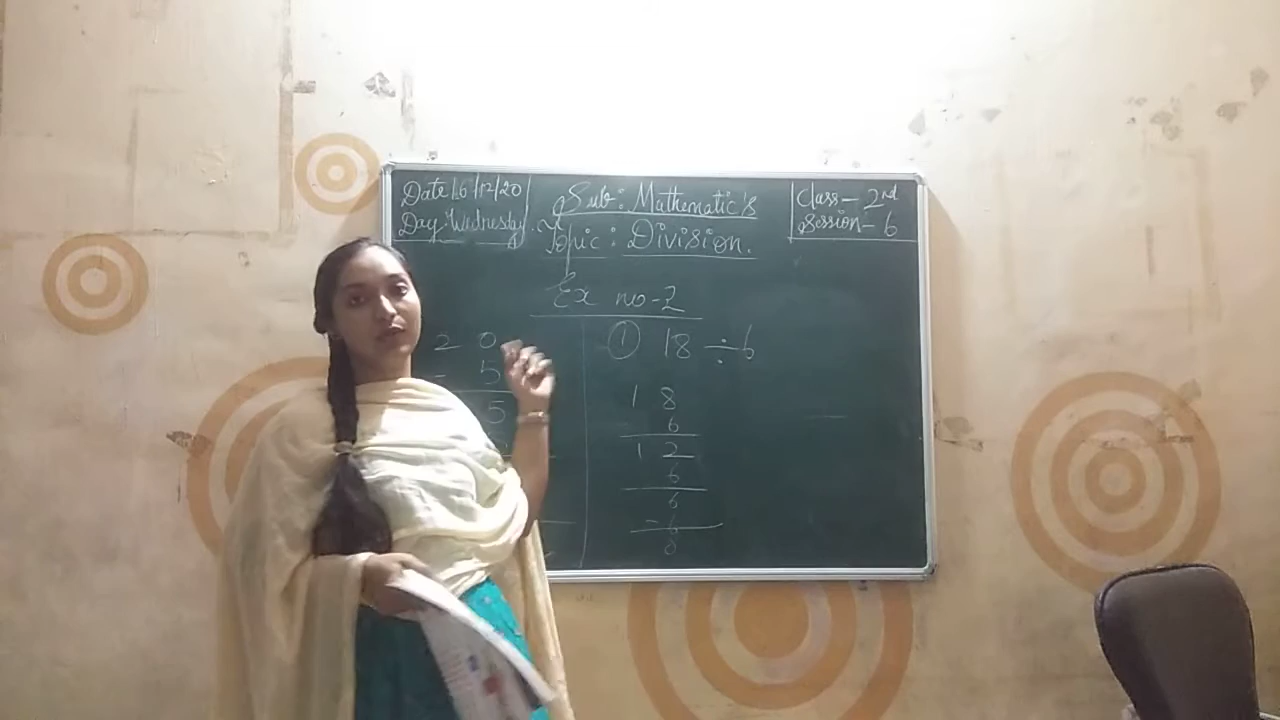 Date 16/12/20
Day: Wednesday
Sub: Mathematic's
Topic: Division.
Class - 2nd
Session - 6
Ex no-2
2 0
- 5
5
① 18 ÷ 6
1 8
6
1 2
6
6
- 6
0